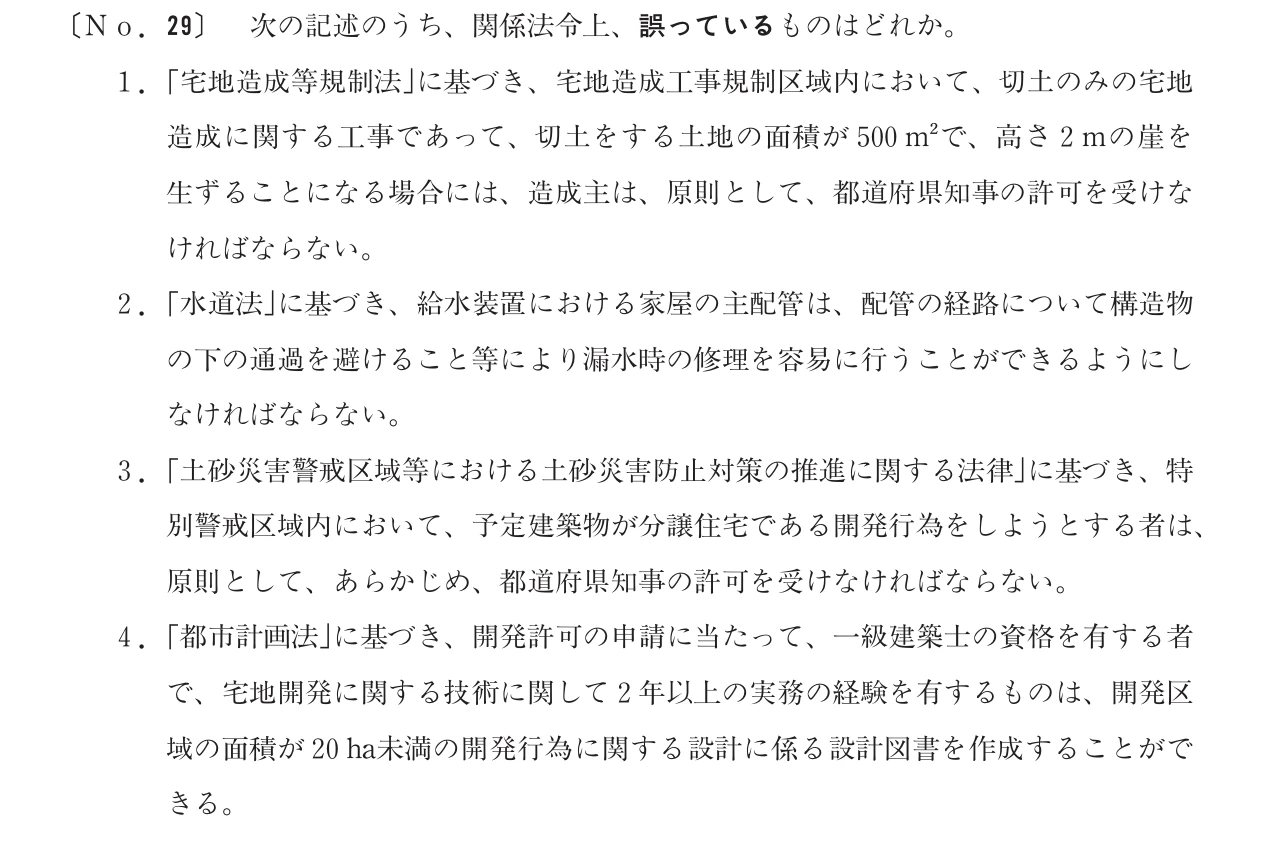 〔Ｎｏ．29〕　次の記述のうち、関係法令上、誤っているものはどれか。
1．「宅地造成等規制法」に基づき、宅地造成工事規制区域内において、切土のみの宅地
造成に関する工事であって、切土をする土地の面積が 500 m²で、高さ 2 mの崖を
生ずることになる場合には、造成主は、原則として、都道府県知事の許可を受けな
ければならない。
2．「水道法」に基づき、給水装置における家屋の主配管は、配管の経路について構造物
の下の通過を避けること等により漏水時の修理を容易に行うことができるようにし
なければならない。
3．「土砂災害警戒区域等における土砂災害防止対策の推進に関する法律」に基づき、特
別警戒区域内において、予定建築物が分譲住宅である開発行為をしようとする者は、
原則として、あらかじめ、都道府県知事の許可を受けなければならない。
4．「都市計画法」に基づき、開発許可の申請に当たって、一級建築士の資格を有する者
で、宅地開発に関する技術に関して 2 年以上の実務の経験を有するものは、開発区
域の面積が 20 ha未満の開発行為に関する設計に係る設計図書を作成することがで
きる。